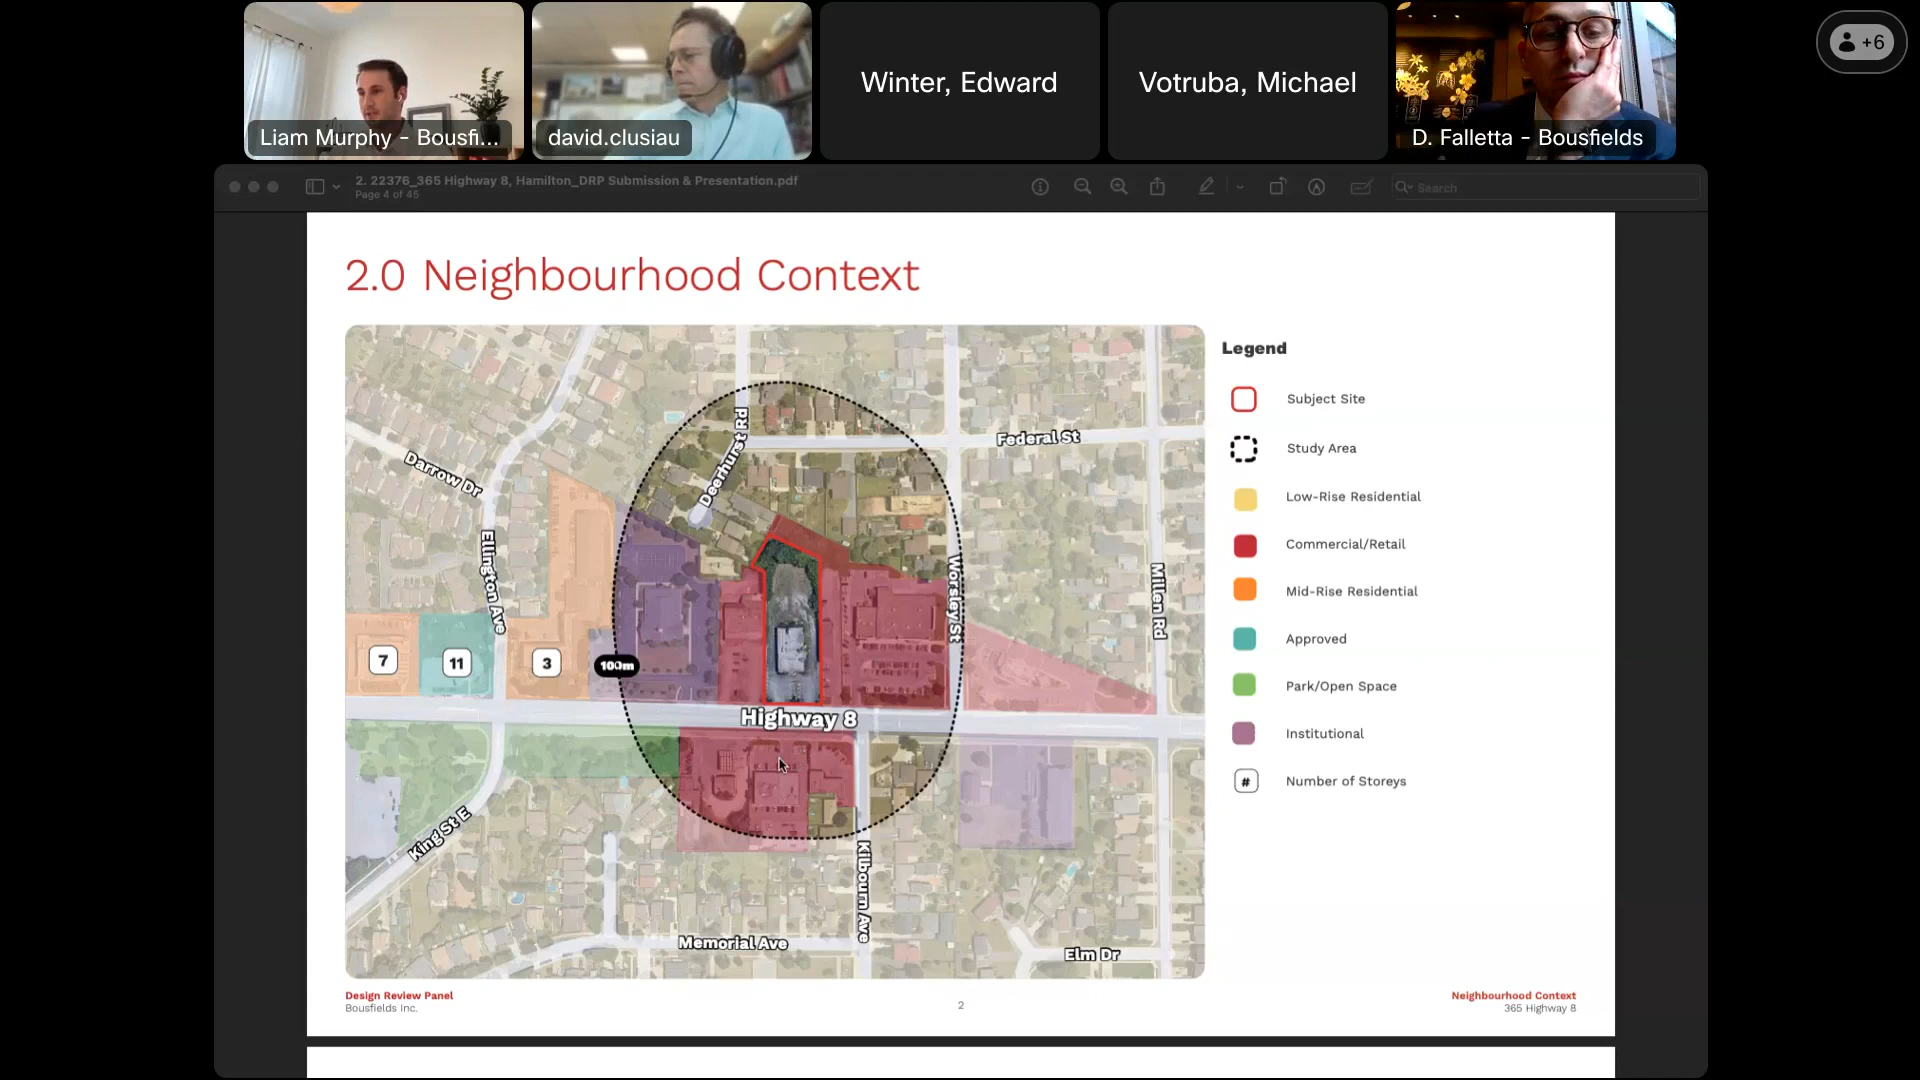 Liam Murphy - Bousfi...
david.clusiau
Winter, Edward
Votruba, Michael
D. Falletta - Bousfields
+6
2. 22376_365 Highway 8, Hamilton_DRP Submission & Presentation.pdf
Page 4 of 45
Search
2.0 Neighbourhood Context
Deerhurst Rd
Federal St
Darrow Dr
Ellington Ave
Worsley St
Millen Rd
7
11
3
100m
Highway 8
King St E
Kilbourn Ave
Memorial Ave
Elm Dr
Legend
Subject Site
Study Area
Low-Rise Residential
Commercial/Retail
Mid-Rise Residential
Approved
Park/Open Space
Institutional
# Number of Storeys
Design Review Panel
Bousfields Inc.
2
Neighbourhood Context
365 Highway 8